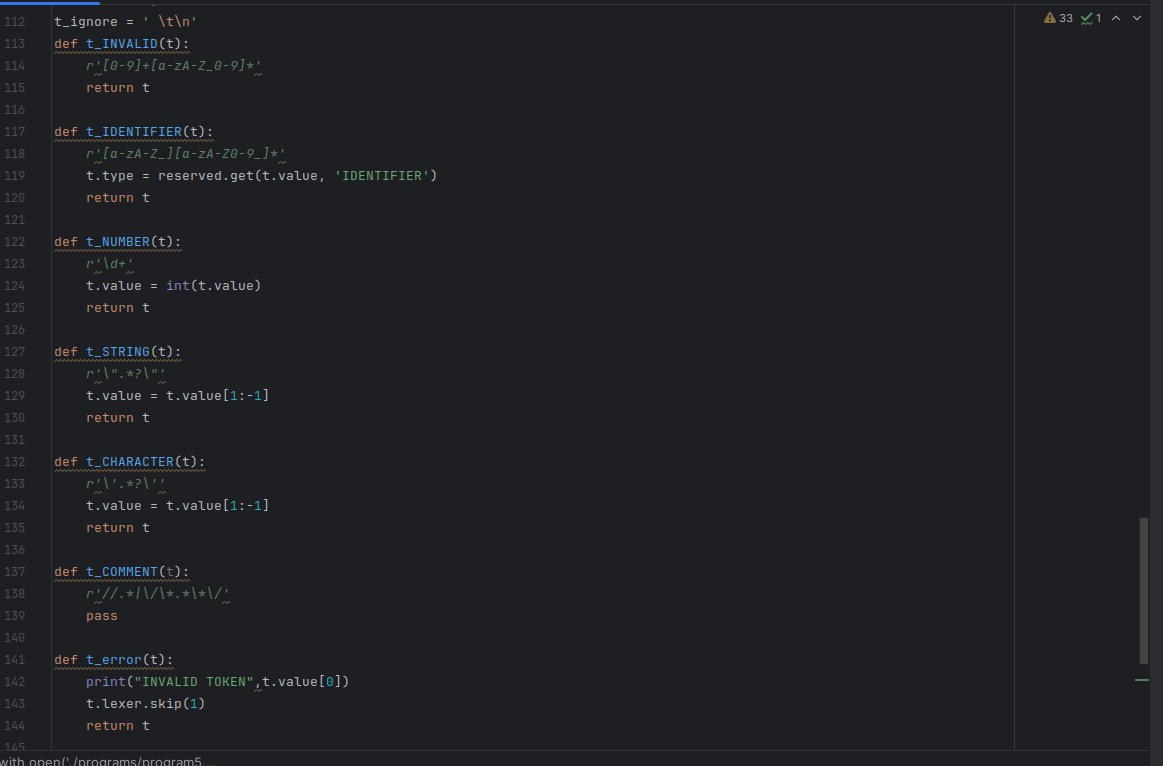 33 1
112 t_ignore = ' \t\n'
113 def t_INVALID(t):
114     r'[0-9]+[a-zA-Z_0-9]*'
115     return t
116
117 def t_IDENTIFIER(t):
118     r'[a-zA-Z_][a-zA-Z0-9_]*'
119     t.type = reserved.get(t.value, 'IDENTIFIER')
120     return t
121
122 def t_NUMBER(t):
123     r'\d+'
124     t.value = int(t.value)
125     return t
126
127 def t_STRING(t):
128     r'\".*?\"'
129     t.value = t.value[1:-1]
130     return t
131
132 def t_CHARACTER(t):
133     r'\'.*?\''
134     t.value = t.value[1:-1]
135     return t
136
137 def t_COMMENT(t):
138     r'//.*|\/\*.*\*\/'
139     pass
140
141 def t_error(t):
142     print("INVALID TOKEN",t.value[0])
143     t.lexer.skip(1)
144     return t
145
with open('./programs/program5....